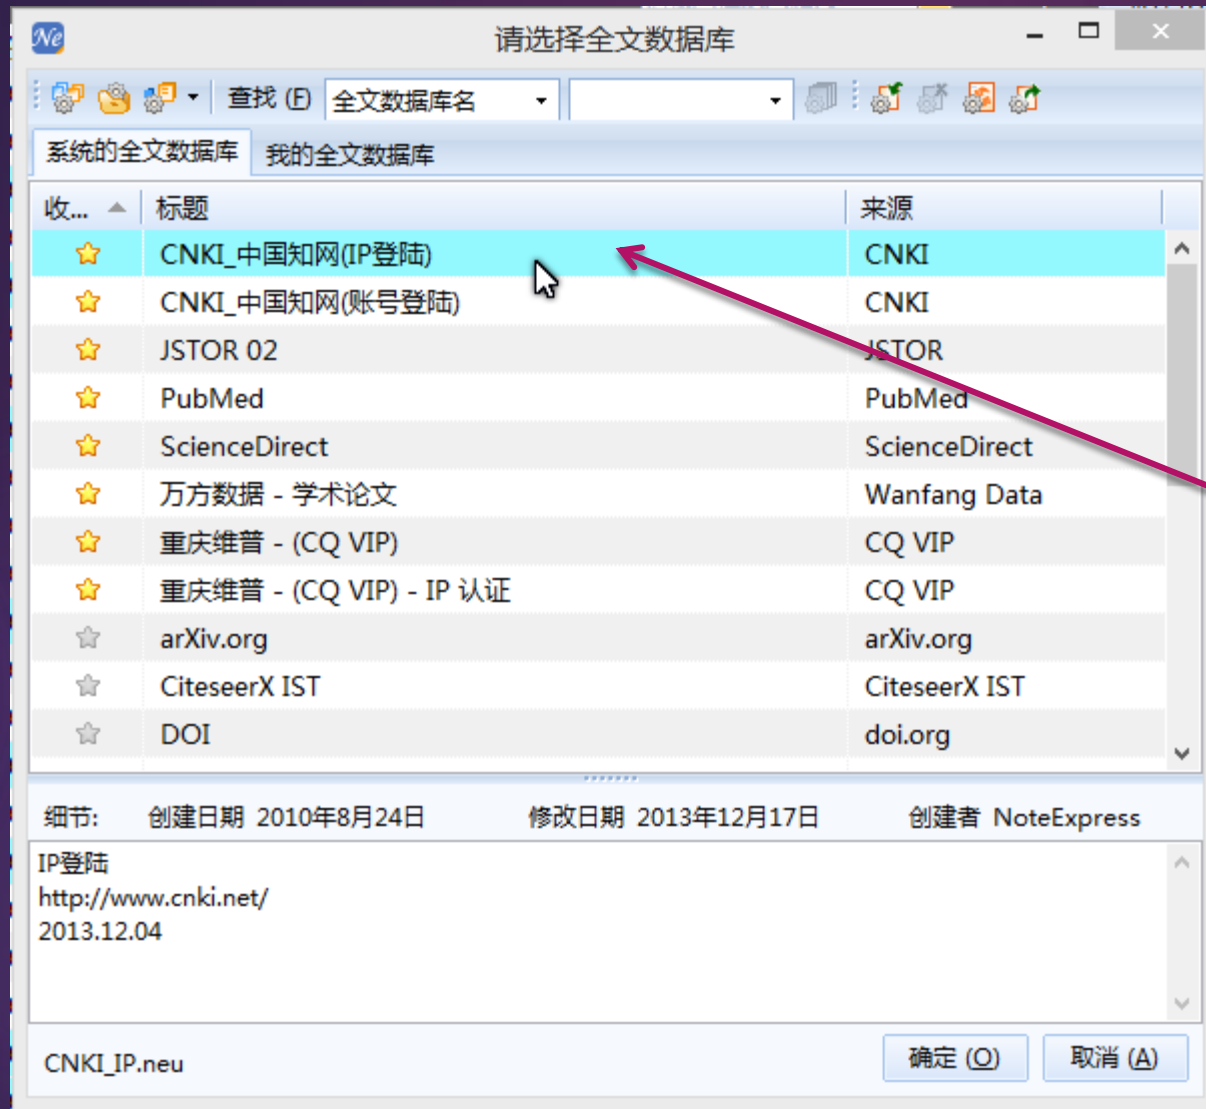 Ne 请选择全文数据库
查找 (F) 全文数据库名
系统的全文数据库 我的全文数据库
收... 标题 来源
CNKI_中国知网(IP登陆) CNKI
CNKI_中国知网(账号登陆) CNKI
JSTOR 02 JSTOR
PubMed PubMed
ScienceDirect ScienceDirect
万方数据 - 学术论文 Wanfang Data
重庆维普 - (CQ VIP) CQ VIP
重庆维普 - (CQ VIP) - IP 认证 CQ VIP
arXiv.org arXiv.org
CiteseerX IST CiteseerX IST
DOI doi.org
细节: 创建日期 2010年8月24日 修改日期 2013年12月17日 创建者 NoteExpress
IP登陆
http://www.cnki.net/
2013.12.04
CNKI_IP.neu 确定 (O) 取消 (A)